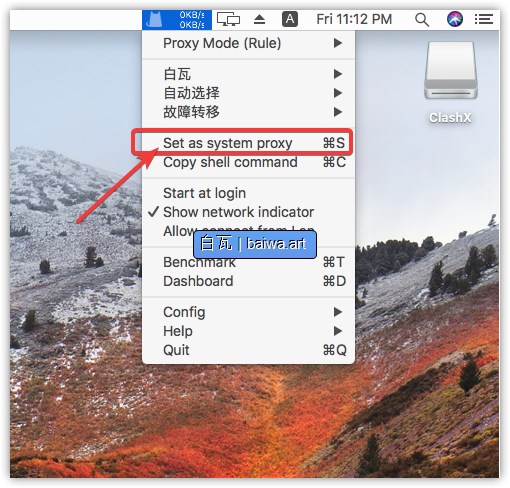 0KB/s
0KB/s
A
Fri 11:12 PM
Proxy Mode (Rule)
白瓦
自动选择
故障转移
Set as system proxy ⌘S
Copy shell command ⌘C
Start at login
✓ Show network indicator
Allow connect from Lan
白瓦 | baiwa.art
Benchmark ⌘T
Dashboard ⌘D
Config
Help
Quit ⌘Q
ClashX